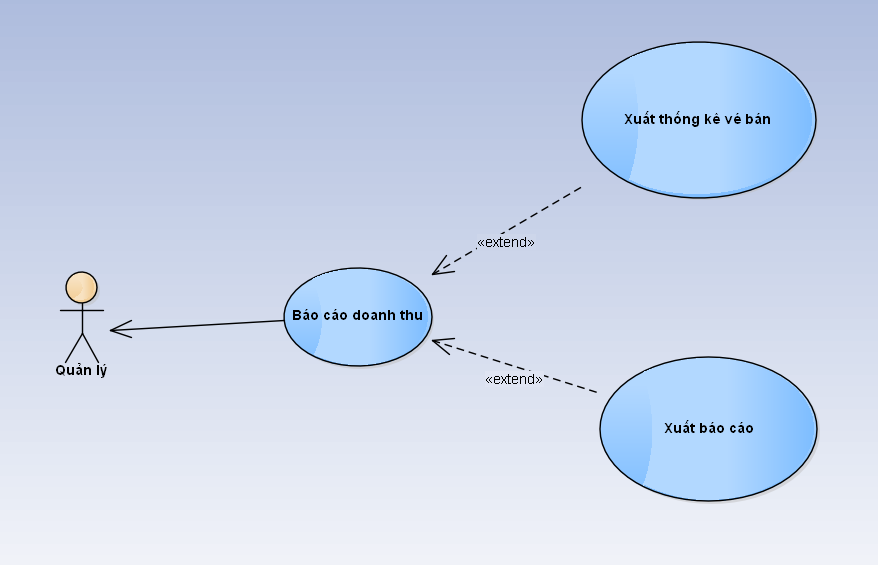 Xuất thống kê vé bán
«extend»
Báo cáo doanh thu
Quản lý
«extend»
Xuất báo cáo